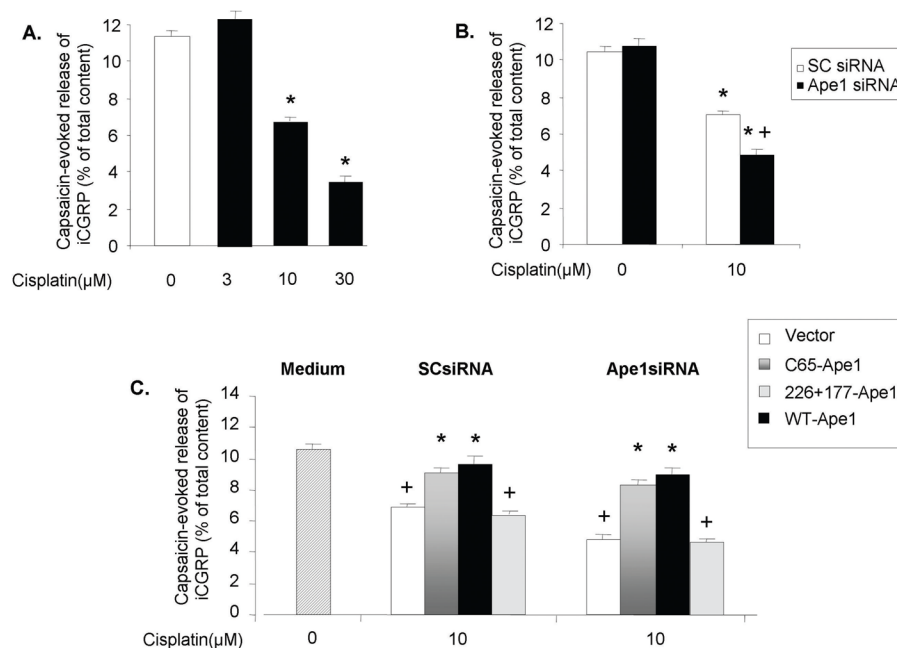 A.
Capsaicin-evoked release of
iCGRP (% of total content)
12
10
8
6
4
2
0
*
*
Cisplatin(µM)
0 3 10 30
B.
Capsaicin-evoked release of
iCGRP (% of total content)
12
10
8
6
4
2
0
*
* +
Cisplatin(µM)
0 10
SC siRNA
Ape1 siRNA
C.
Capsaicin-evoked release of
iCGRP (% of total content)
14
12
10
8
6
4
2
0
Medium SCsiRNA Ape1siRNA
+ * * +
+ * * +
Cisplatin(µM)
0 10 10
Vector
C65-Ape1
226+177-Ape1
WT-Ape1